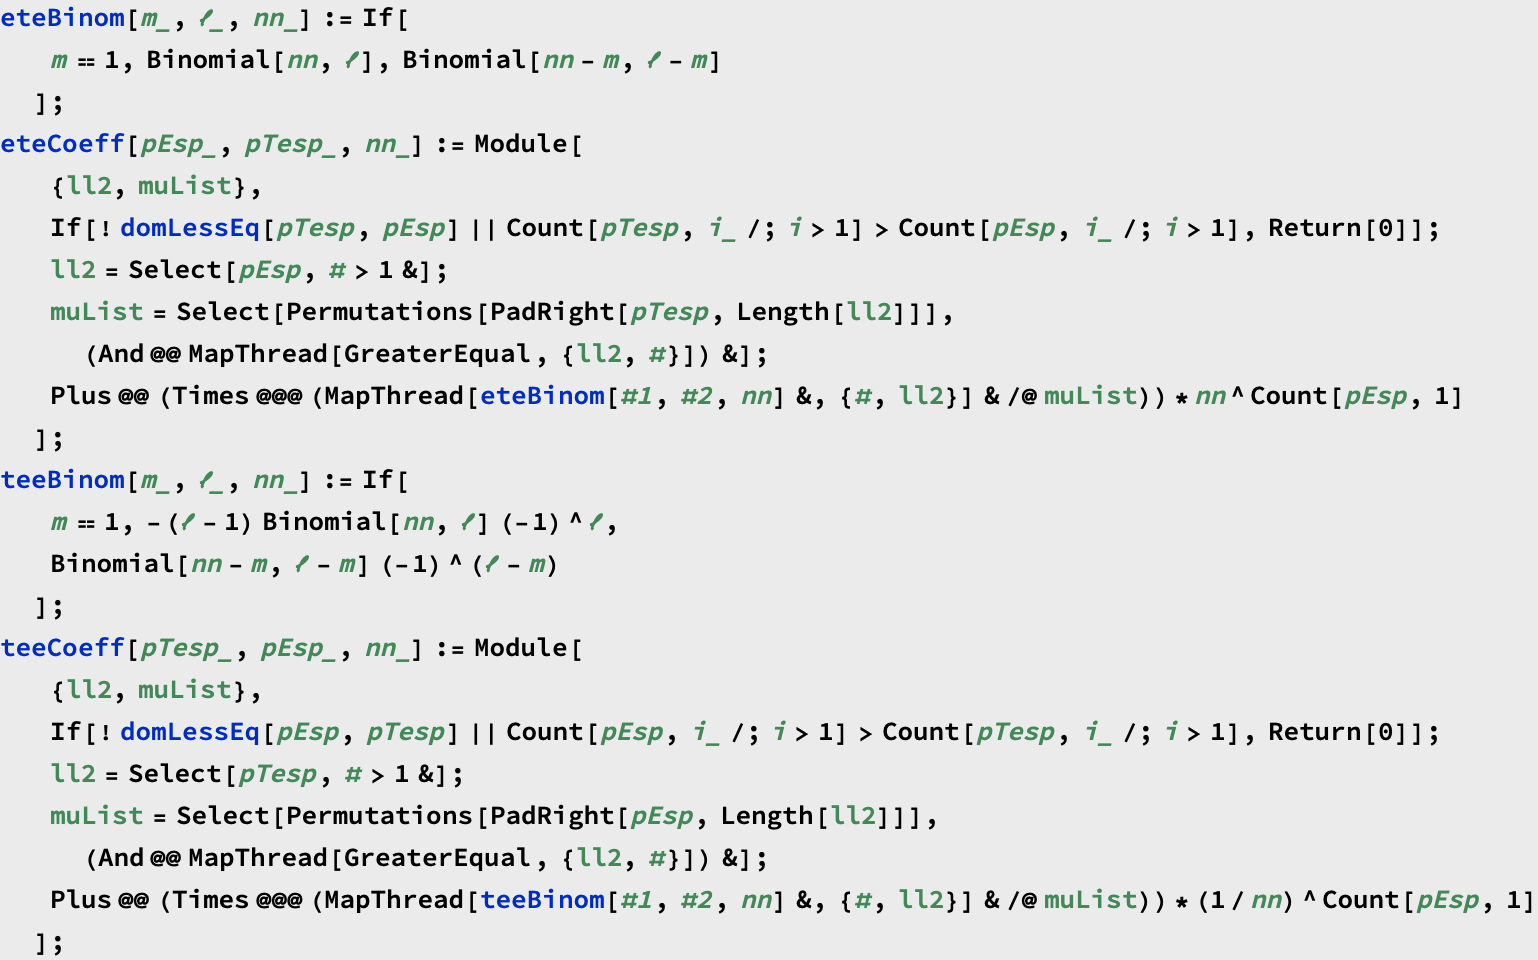 eteBinom[m_, ℓ_, nn_] := If[
m == 1, Binomial[nn, ℓ], Binomial[nn - m, ℓ - m]
];
eteCoeff[pEsp_, pTesp_, nn_] := Module[
{ll2, muList},
If[! domLessEq[pTesp, pEsp] || Count[pTesp, i_ /; i > 1] > Count[pEsp, i_ /; i > 1], Return[0]];
ll2 = Select[pEsp, # > 1 &];
muList = Select[Permutations[PadRight[pTesp, Length[ll2]]],
(And @@ MapThread[GreaterEqual, {ll2, #}]) &];
Plus @@ (Times @@@ (MapThread[eteBinom[#1, #2, nn] &, {#, ll2}] & /@ muList)) * nn ^ Count[pEsp, 1]
];
teeBinom[m_, ℓ_, nn_] := If[
m == 1, - (ℓ - 1) Binomial[nn, ℓ] (-1) ^ ℓ,
Binomial[nn - m, ℓ - m] (-1) ^ (ℓ - m)
];
teeCoeff[pTesp_, pEsp_, nn_] := Module[
{ll2, muList},
If[! domLessEq[pEsp, pTesp] || Count[pEsp, i_ /; i > 1] > Count[pTesp, i_ /; i > 1], Return[0]];
ll2 = Select[pTesp, # > 1 &];
muList = Select[Permutations[PadRight[pEsp, Length[ll2]]],
(And @@ MapThread[GreaterEqual, {ll2, #}]) &];
Plus @@ (Times @@@ (MapThread[teeBinom[#1, #2, nn] &, {#, ll2}] & /@ muList)) * (1 / nn) ^ Count[pEsp, 1]
];